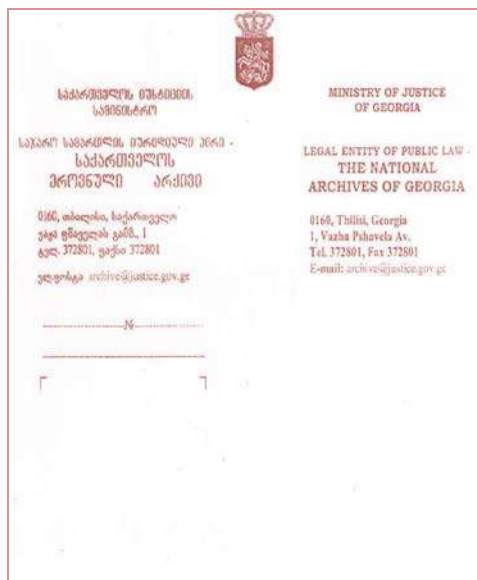 საქართველოს იუსტიციის
სამინისტრო
საჯარო სამართლის იურიდიული პირი -
საქართველოს
ეროვნული არქივი
0160, თბილისი, საქართველო
ვაჟა ფშაველას გამზ., 1
ტელ. 372801, ფაქსი 372801
ელ.ფოსტა archive@justice.gov.ge
№
MINISTRY OF JUSTICE
OF GEORGIA
LEGAL ENTITY OF PUBLIC LAW -
THE NATIONAL
ARCHIVES OF GEORGIA
0160, Tbilisi, Georgia
1, Vazha Pshavela Av.
Tel. 372801, Fax 372801
E-mail: archive@justice.gov.ge